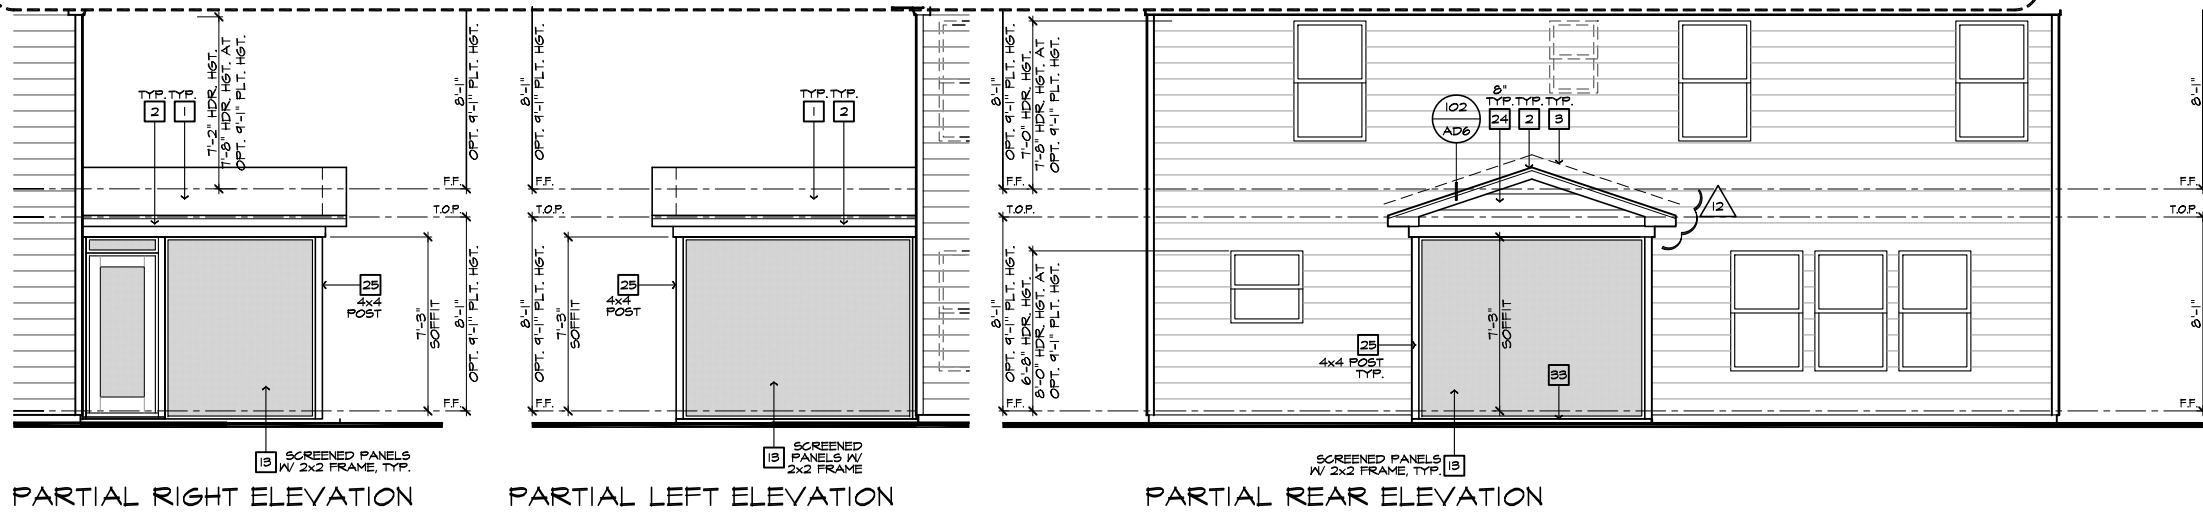 TYP. TYP.
2 1
7'-2" HDR. HGT.
7'-8" HDR. HGT. AT
OPT. 9'-1" PLT. HGT.
8'-1"
OPT. 9'-1" PLT. HGT.
F.F.
T.O.P.
25
4x4
POST
7'-3"
SOFFIT
8'-1"
OPT. 9'-1" PLT. HGT.
F.F.
13
SCREENED PANELS
W/ 2x2 FRAME, TYP.
PARTIAL RIGHT ELEVATION
8'-1"
OPT. 9'-1" PLT. HGT.
F.F.
T.O.P.
TYP. TYP.
1 2
25
4x4
POST
8'-1"
OPT. 9'-1" PLT. HGT.
7'-3"
SOFFIT
F.F.
13
SCREENED
PANELS W/
2x2 FRAME
PARTIAL LEFT ELEVATION
8'-1"
OPT. 9'-1" PLT. HGT.
7'-0" HDR. HGT.
7'-8" HDR. HGT. AT
OPT. 9'-1" PLT. HGT.
F.F.
T.O.P.
102
AD6
8"
TYP. TYP. TYP.
24 2 3
12
8'-1"
OPT. 9'-1" PLT. HGT.
6'-8" HDR. HGT.
8'-0" HDR. HGT. AT
OPT. 9'-1" PLT. HGT.
F.F.
7'-3"
SOFFIT
25
4x4 POST
TYP.
33
8'-1"
F.F.
T.O.P.
8'-1"
F.F.
SCREENED PANELS
W/ 2x2 FRAME, TYP.
13
PARTIAL REAR ELEVATION